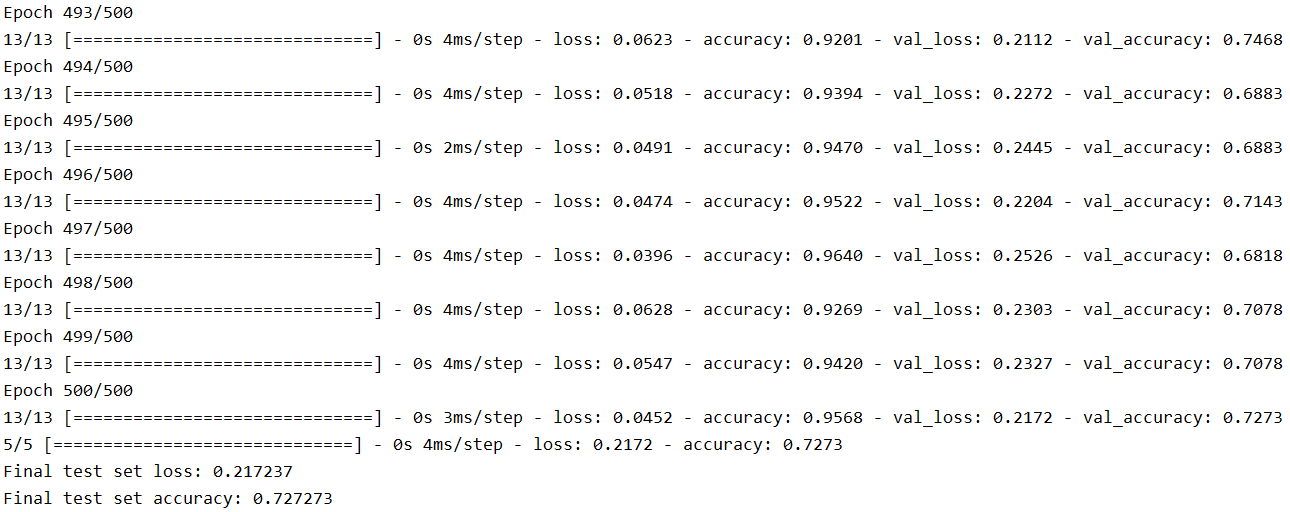 Epoch 493/500
13/13 [==============================] - 0s 4ms/step - loss: 0.0623 - accuracy: 0.9201 - val_loss: 0.2112 - val_accuracy: 0.7468
Epoch 494/500
13/13 [==============================] - 0s 4ms/step - loss: 0.0518 - accuracy: 0.9394 - val_loss: 0.2272 - val_accuracy: 0.6883
Epoch 495/500
13/13 [==============================] - 0s 2ms/step - loss: 0.0491 - accuracy: 0.9470 - val_loss: 0.2445 - val_accuracy: 0.6883
Epoch 496/500
13/13 [==============================] - 0s 4ms/step - loss: 0.0474 - accuracy: 0.9522 - val_loss: 0.2204 - val_accuracy: 0.7143
Epoch 497/500
13/13 [==============================] - 0s 4ms/step - loss: 0.0396 - accuracy: 0.9640 - val_loss: 0.2526 - val_accuracy: 0.6818
Epoch 498/500
13/13 [==============================] - 0s 4ms/step - loss: 0.0628 - accuracy: 0.9269 - val_loss: 0.2303 - val_accuracy: 0.7078
Epoch 499/500
13/13 [==============================] - 0s 4ms/step - loss: 0.0547 - accuracy: 0.9420 - val_loss: 0.2327 - val_accuracy: 0.7078
Epoch 500/500
13/13 [==============================] - 0s 3ms/step - loss: 0.0452 - accuracy: 0.9568 - val_loss: 0.2172 - val_accuracy: 0.7273
5/5 [==============================] - 0s 4ms/step - loss: 0.2172 - accuracy: 0.7273
Final test set loss: 0.217237
Final test set accuracy: 0.727273